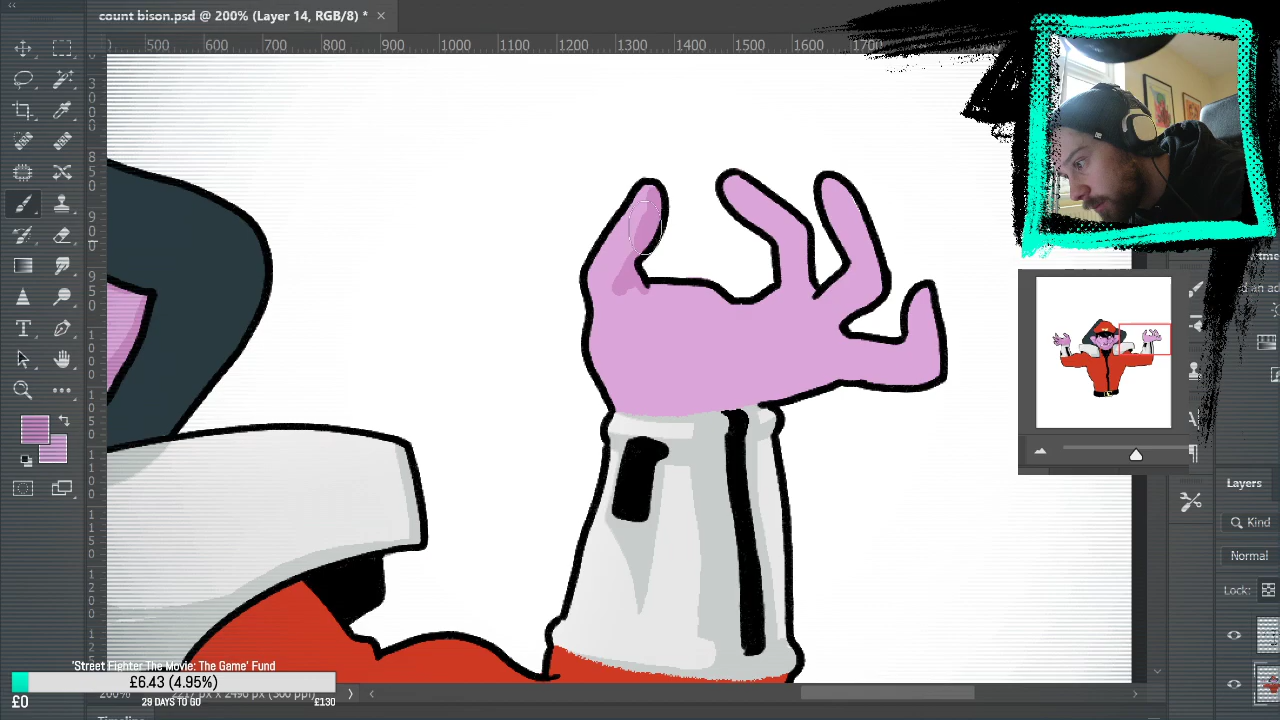 count bison.psd @ 200% (Layer 14, RGB/8) *
500 600 700 800 900 1000 1100 1200 1300 1400 1500 1600 1700
Layers
Kind
Normal
Lock:
'Street Fighter The Movie: The Game' Fund
£6.43 (4.95%)
£0
29 DAYS TO GO
£130